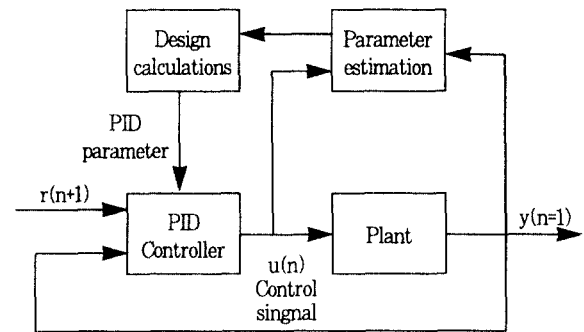 Design
calculations
Parameter
estimation
PID
parameter
r(n+1)
PID
Controller
Plant
y(n=1)
u(n)
Control
singnal